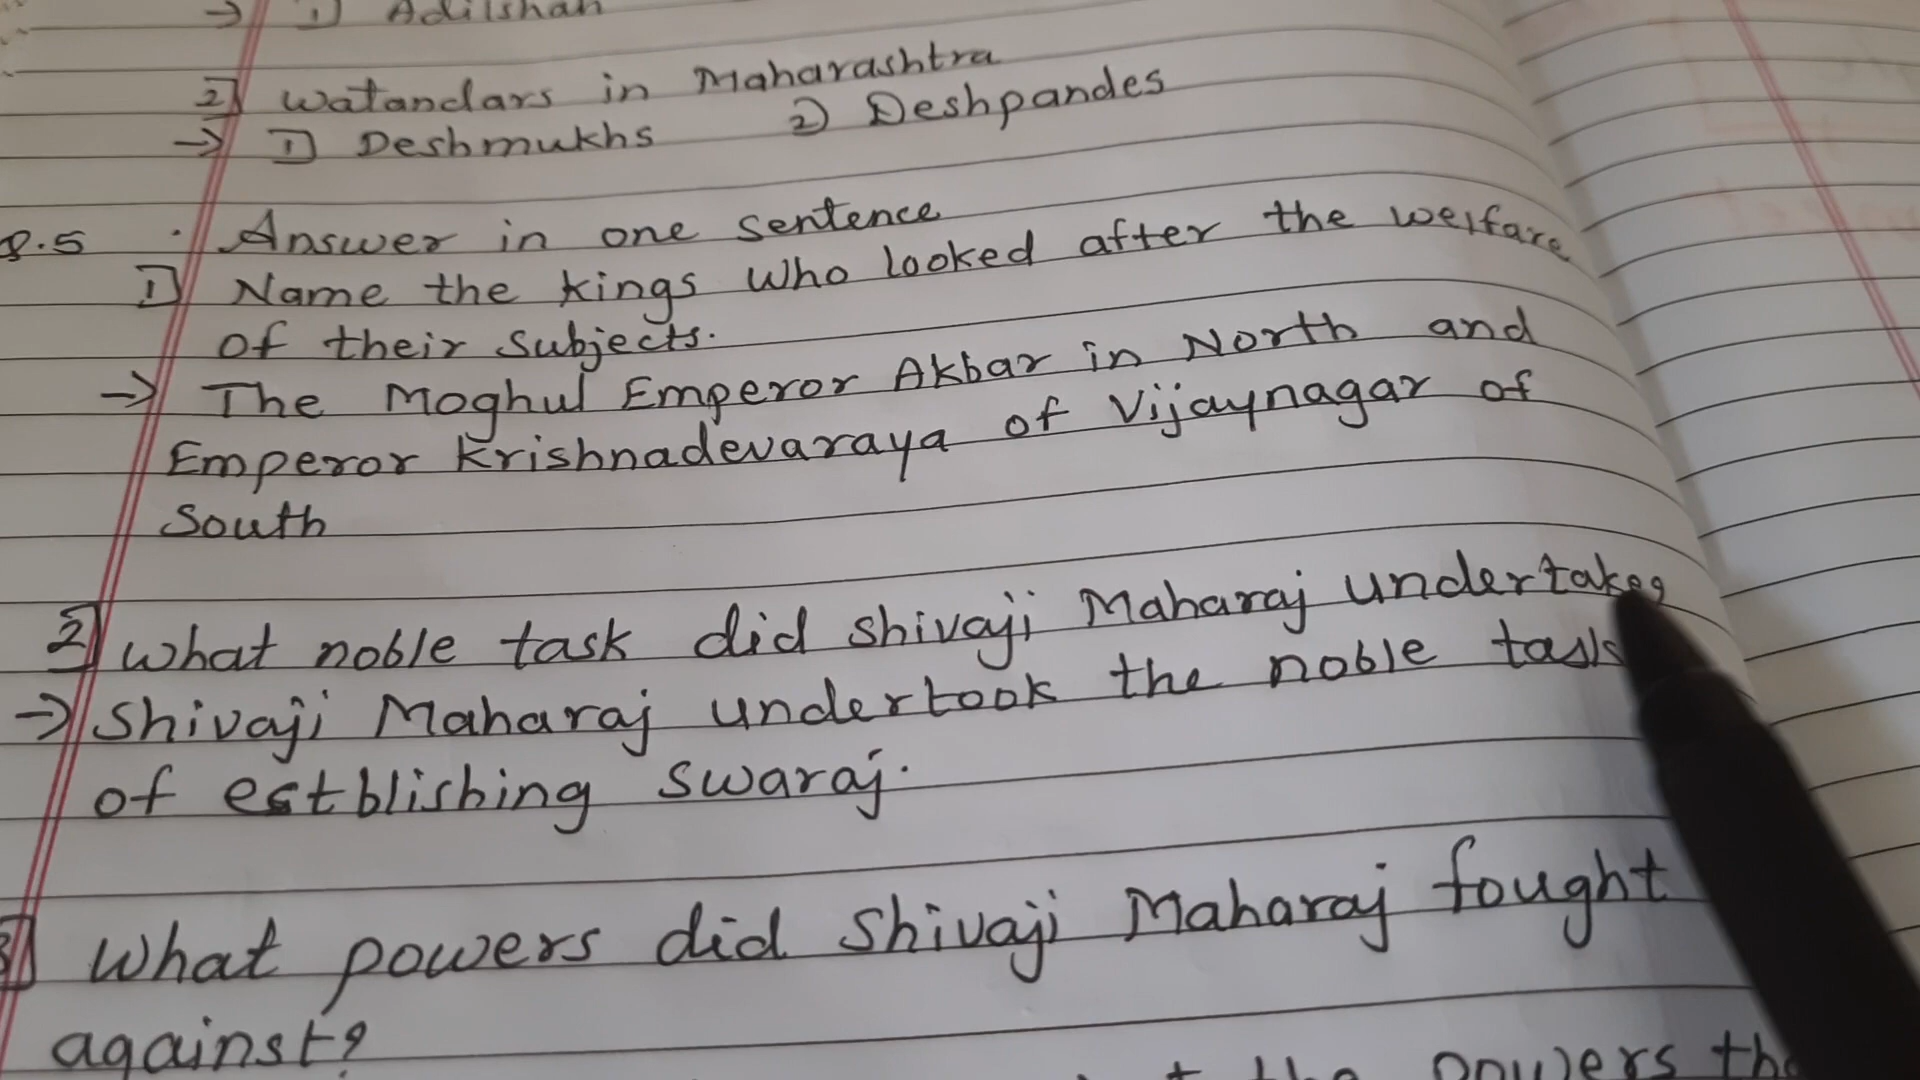 → 1) Adilshah
2] Watandars in Maharashtra
→ 1] Deshmukhs 2) Deshpandes
Q.5 Answer in one sentence
1] Name the kings who looked after the welfare
of their subjects.
→ The Moghul Emperor Akbar in North and
Emperor Krishnadevaraya of Vijaynagar of
South
2] What noble task did Shivaji Maharaj undertake?
→ Shivaji Maharaj undertook the noble task
of estblishing swaraj.
3] What powers did Shivaji Maharaj fought
against?
the powers